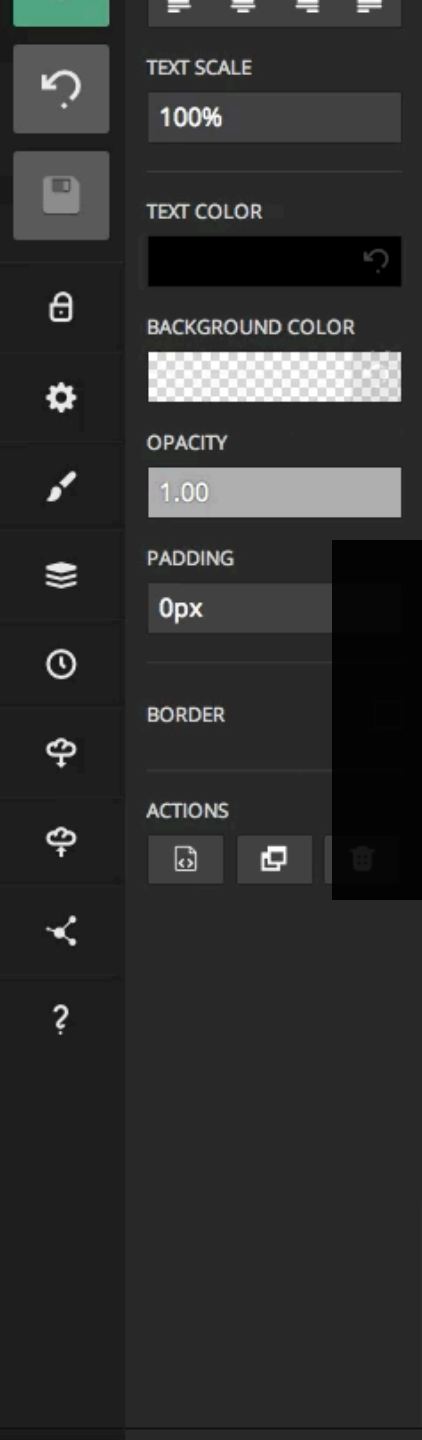 TEXT SCALE
100%
TEXT COLOR
BACKGROUND COLOR
OPACITY
1.00
PADDING
0px
BORDER
ACTIONS
?